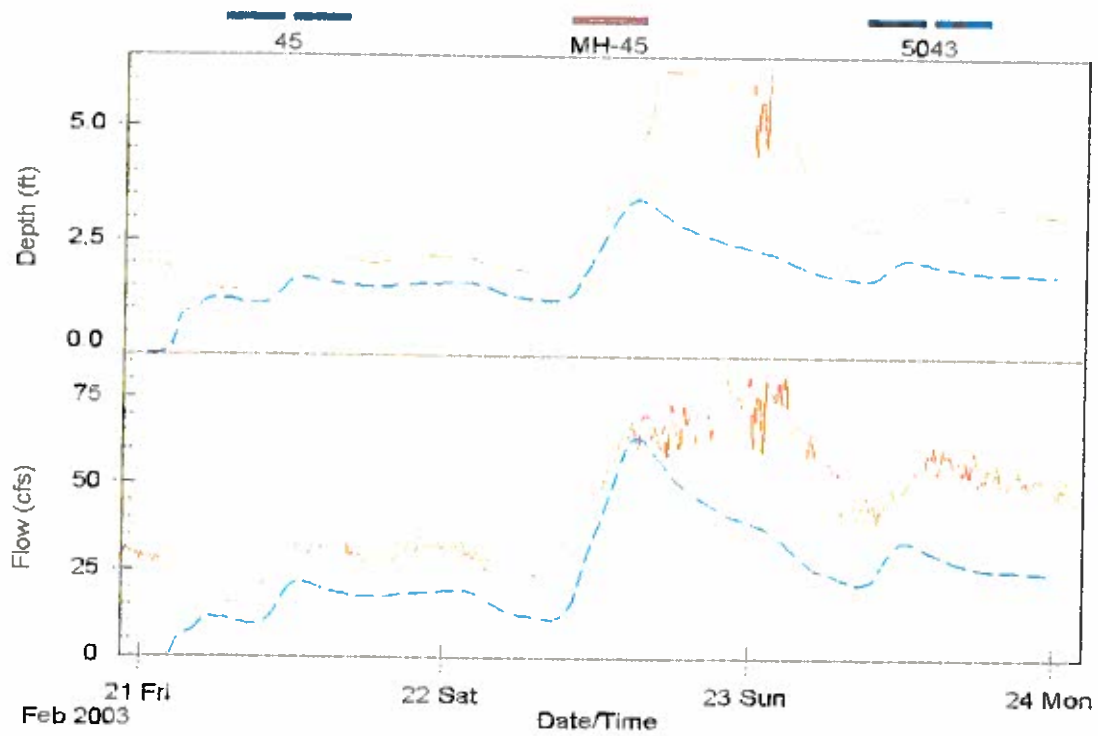 45 MH-45 5043
Depth (ft)
5.0
2.5
0.0
Flow (cfs)
75
50
25
0
21 Fri 22 Sat 23 Sun 24 Mon
Feb 2003
Date/Time